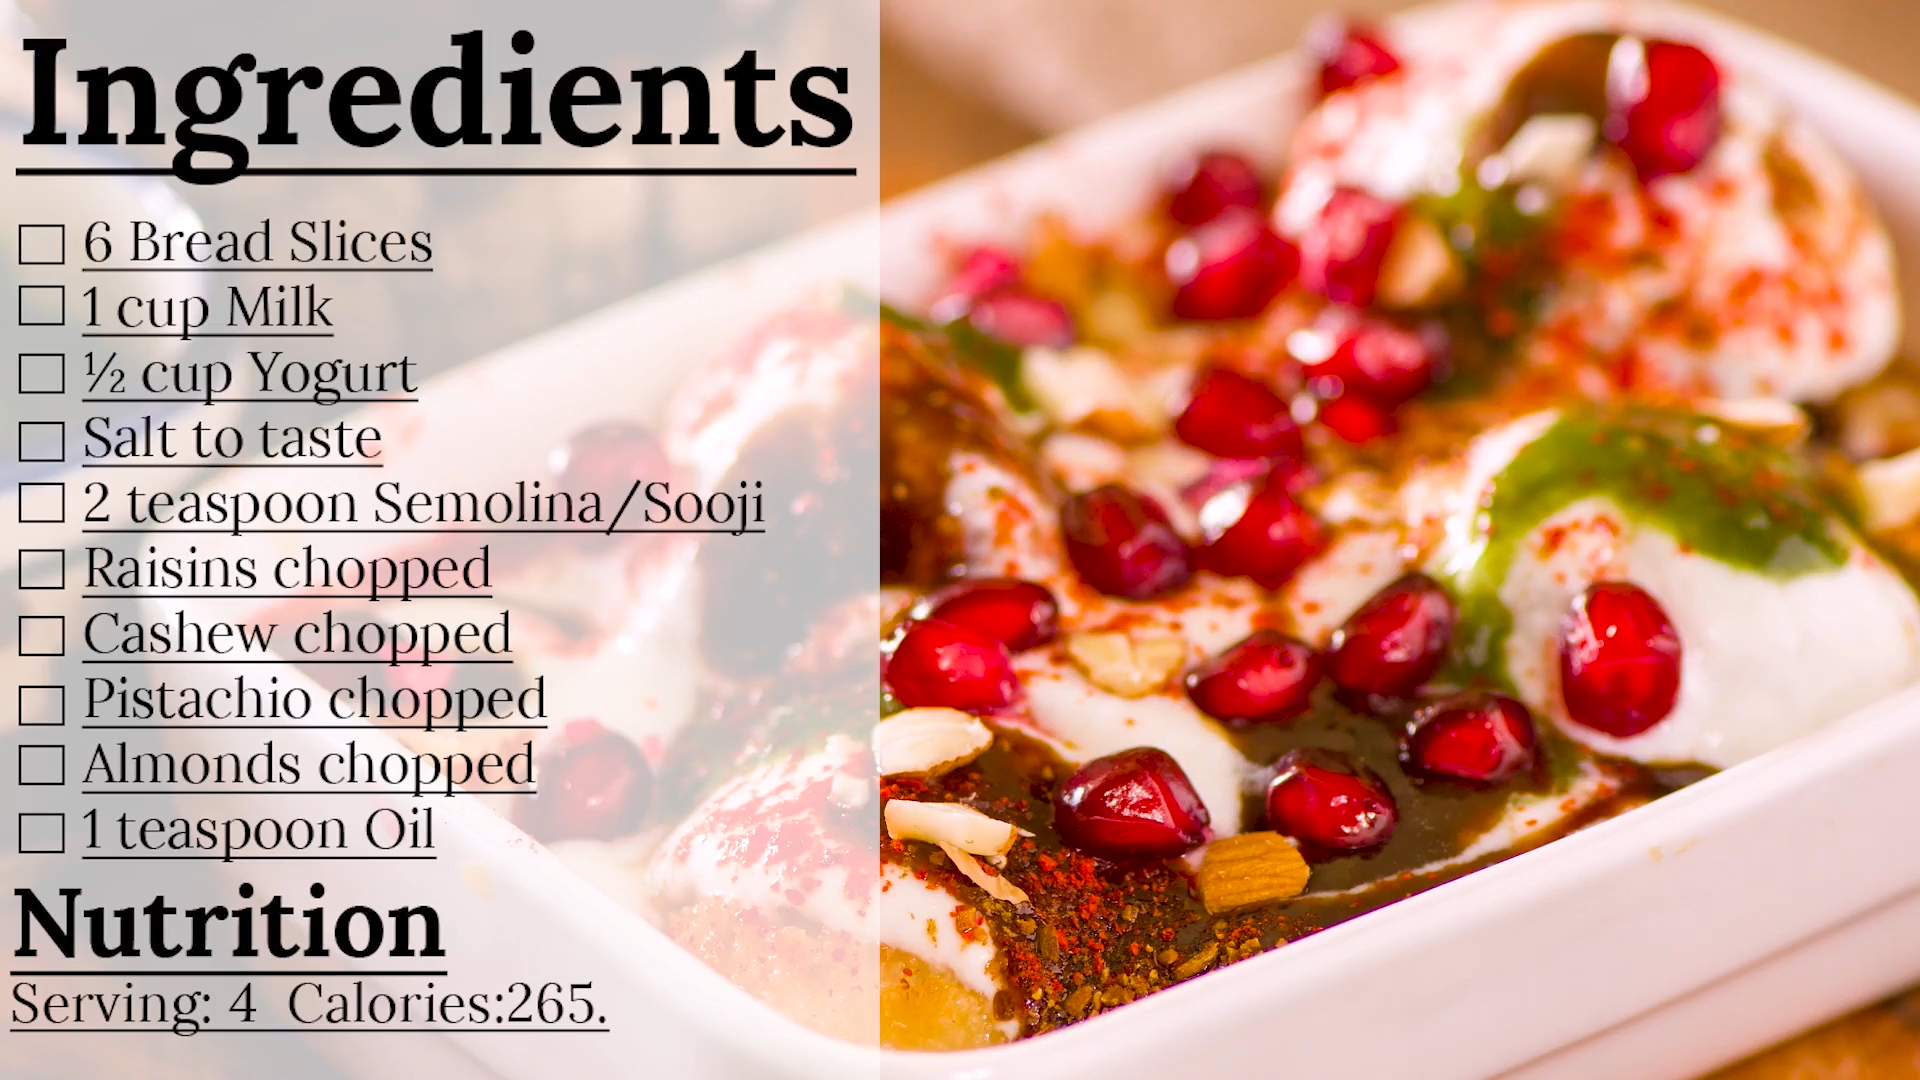 Ingredients
6 Bread Slices
1 cup Milk
½ cup Yogurt
Salt to taste
2 teaspoon Semolina/Sooji
Raisins chopped
Cashew chopped
Pistachio chopped
Almonds chopped
1 teaspoon Oil
Nutrition
Serving: 4  Calories:265.